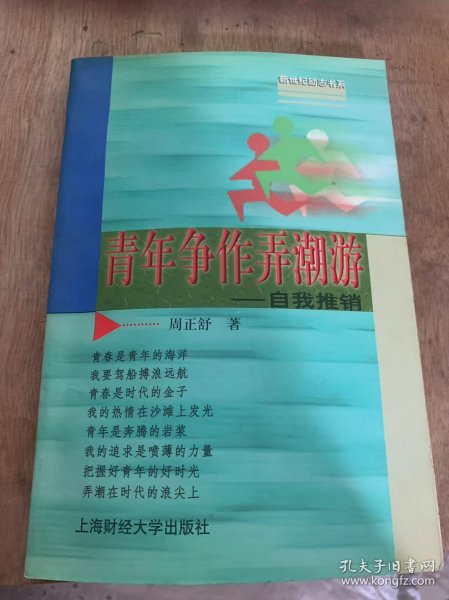 新世纪励志书系
青年争作弄潮游
——自我推销
周正舒 著
青春是青年的海洋
我要驾船搏浪远航
青春是时代的金子
我的热情在沙滩上发光
青年是奔腾的岩浆
我的追求是喷薄的力量
把握好青年的好时光
弄潮在时代的浪尖上
上海财经大学出版社
孔夫子旧书网
www.kongfz.com